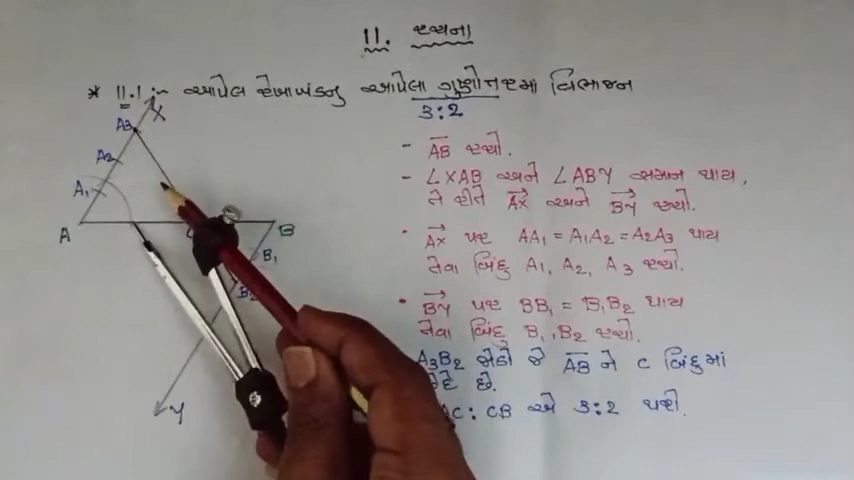 11. રચના
* 11.1 :- આપેલ રેખાખંડનુ આપેલા ગુણોત્તરમાં વિભાજન
3:2
- AB રચો.
- ∠XAB અને ∠ABY સમાન થાય,
તે રીતે AX અને BY રચો.
• AX પર AA₁ = A₁A₂ = A₂A₃ થાય
તેવા બિંદુ A₁, A₂, A₃ રચો.
• BY પર BB₁ = B₁B₂ થાય
તેવા બિંદુ B₁, B₂ રચો.
A₃B₂ જોડો જે AB ને C બિંદુમાં
છેદે છે.
AC : CB એ 3:2 થશે.
X
A₃
A₂
A₁
A
B
B₁
B₂
Y